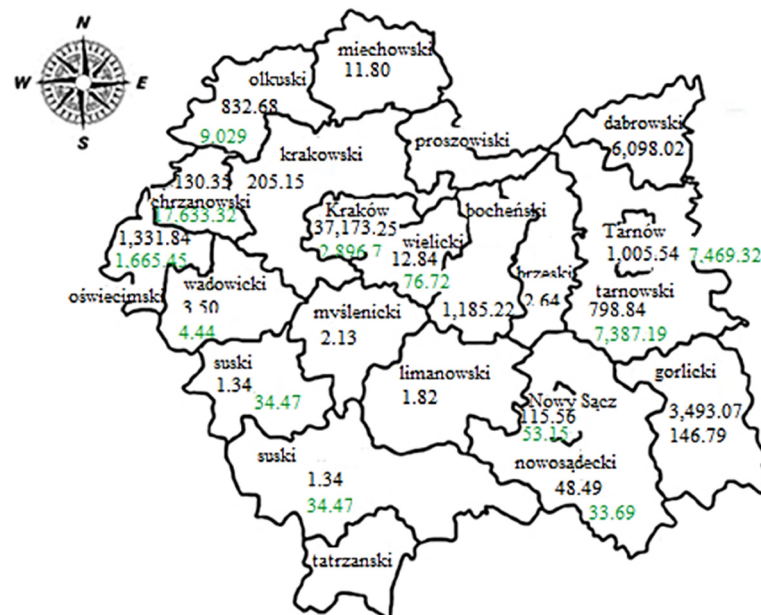 N
W E
S
miechowski
11.80
olkuski
832.68
9.029
dabrowski
6,098.02
proszowiski
krakowski
205.15
130.33
chrzanowski
17.633.32
1,331.84
1,665.45
oświecimski
Kraków
37,173.25
2,896.7
wielicki
12.84
76.72
bocheński
1,185.22
brzeski
2.64
Tarnów
1,005.54
7,469.32
tarnowski
798.84
7,387.19
wadowicki
3.50
4.44
mvślenicki
2.13
suski
1.34
34.47
limanowski
1.82
Nowy Sącz
115.56
53.15
nowosądecki
48.49
33.69
gorlicki
3,493.07
146.79
suski
1.34
34.47
tatrzanski